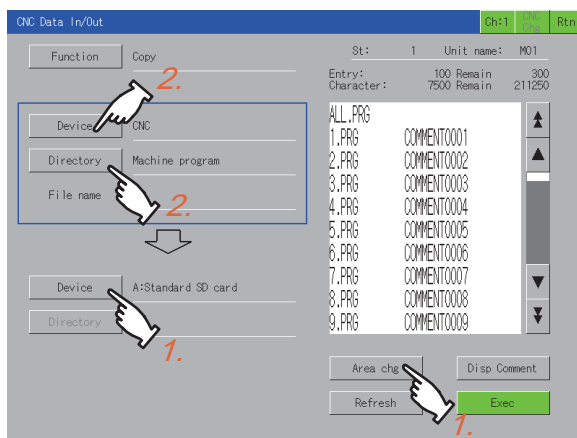 CNC Data In/Out
Ch:1
CNC Chg
Rtn
Function
Copy
2.
Device
CNC
Directory
Machine program
File name
2.
Device
A:Standard SD card
Directory
1.
St: 1 Unit name: M01
Entry: 100 Remain 300
Character: 7500 Remain 211250
ALL.PRG
1.PRG COMMENT0001
2.PRG COMMENT0002
3.PRG COMMENT0003
4.PRG COMMENT0004
5.PRG COMMENT0005
6.PRG COMMENT0006
7.PRG COMMENT0007
8.PRG COMMENT0008
9.PRG COMMENT0009
Area chg
Disp Comment
Refresh
Exec
1.